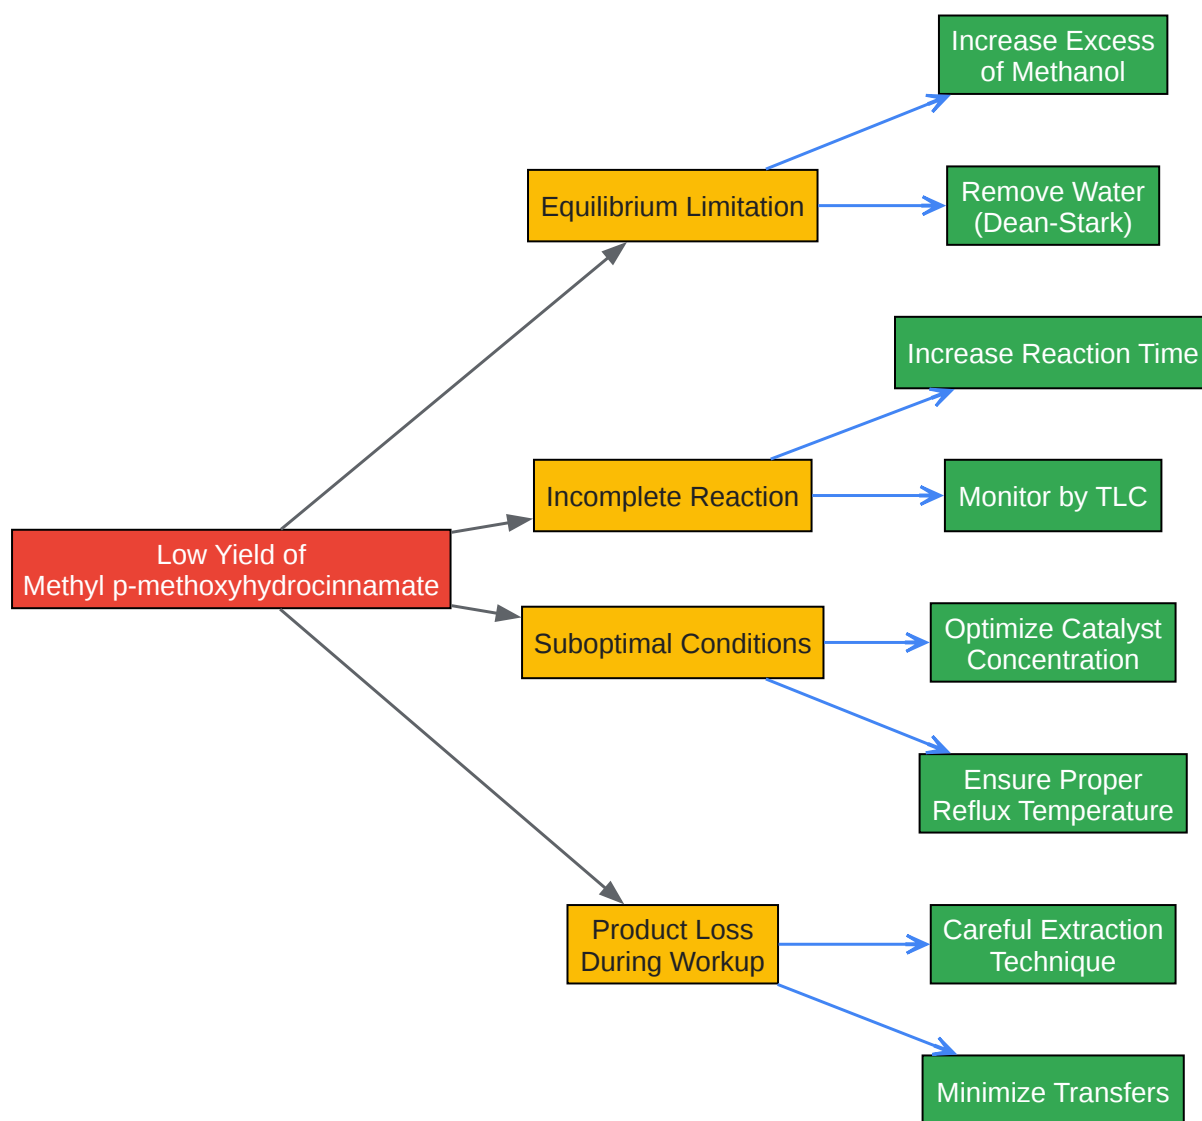 Increase Excess
of Methanol
Equilibrium Limitation
Remove Water
(Dean-Stark)
Increase Reaction Time
Incomplete Reaction
Monitor by TLC
Low Yield of
Methyl p-methoxyhydrocinnamate
Suboptimal Conditions
Optimize Catalyst
Concentration
Ensure Proper
Reflux Temperature
Product Loss
During Workup
Careful Extraction
Technique
Minimize Transfers